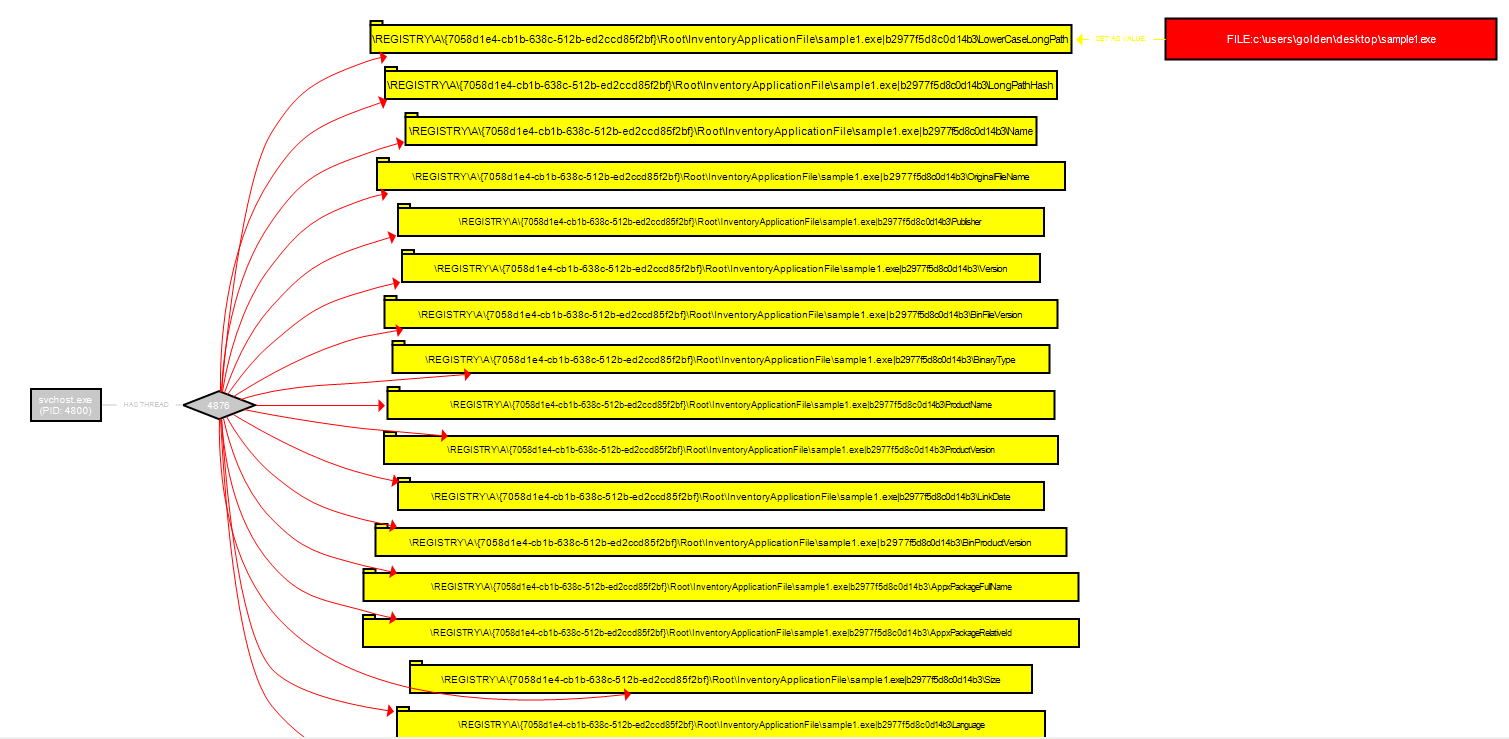 \REGISTRY\A\{7058d1e4-cb1b-638c-512b-ed2ccd85f2bf}\Root\InventoryApplicationFile\sample1.exe|b2977f5d8c0d14b3\LowerCaseLongPath
SET AS VALUE
FILE:c:\users\golden\desktop\sample1.exe
\REGISTRY\A\{7058d1e4-cb1b-638c-512b-ed2ccd85f2bf}\Root\InventoryApplicationFile\sample1.exe|b2977f5d8c0d14b3\LongPathHash
\REGISTRY\A\{7058d1e4-cb1b-638c-512b-ed2ccd85f2bf}\Root\InventoryApplicationFile\sample1.exe|b2977f5d8c0d14b3\Name
\REGISTRY\A\{7058d1e4-cb1b-638c-512b-ed2ccd85f2bf}\Root\InventoryApplicationFile\sample1.exe|b2977f5d8c0d14b3\OriginalFileName
\REGISTRY\A\{7058d1e4-cb1b-638c-512b-ed2ccd85f2bf}\Root\InventoryApplicationFile\sample1.exe|b2977f5d8c0d14b3\Publisher
\REGISTRY\A\{7058d1e4-cb1b-638c-512b-ed2ccd85f2bf}\Root\InventoryApplicationFile\sample1.exe|b2977f5d8c0d14b3\Version
\REGISTRY\A\{7058d1e4-cb1b-638c-512b-ed2ccd85f2bf}\Root\InventoryApplicationFile\sample1.exe|b2977f5d8c0d14b3\BinFileVersion
\REGISTRY\A\{7058d1e4-cb1b-638c-512b-ed2ccd85f2bf}\Root\InventoryApplicationFile\sample1.exe|b2977f5d8c0d14b3\BinaryType
svchost.exe
(PID: 4800)
HAS THREAD
4876
\REGISTRY\A\{7058d1e4-cb1b-638c-512b-ed2ccd85f2bf}\Root\InventoryApplicationFile\sample1.exe|b2977f5d8c0d14b3\ProductName
\REGISTRY\A\{7058d1e4-cb1b-638c-512b-ed2ccd85f2bf}\Root\InventoryApplicationFile\sample1.exe|b2977f5d8c0d14b3\ProductVersion
\REGISTRY\A\{7058d1e4-cb1b-638c-512b-ed2ccd85f2bf}\Root\InventoryApplicationFile\sample1.exe|b2977f5d8c0d14b3\LinkDate
\REGISTRY\A\{7058d1e4-cb1b-638c-512b-ed2ccd85f2bf}\Root\InventoryApplicationFile\sample1.exe|b2977f5d8c0d14b3\BinProductVersion
\REGISTRY\A\{7058d1e4-cb1b-638c-512b-ed2ccd85f2bf}\Root\InventoryApplicationFile\sample1.exe|b2977f5d8c0d14b3\AppxPackageFullName
\REGISTRY\A\{7058d1e4-cb1b-638c-512b-ed2ccd85f2bf}\Root\InventoryApplicationFile\sample1.exe|b2977f5d8c0d14b3\AppxPackageRelativeId
\REGISTRY\A\{7058d1e4-cb1b-638c-512b-ed2ccd85f2bf}\Root\InventoryApplicationFile\sample1.exe|b2977f5d8c0d14b3\Size
\REGISTRY\A\{7058d1e4-cb1b-638c-512b-ed2ccd85f2bf}\Root\InventoryApplicationFile\sample1.exe|b2977f5d8c0d14b3\Language